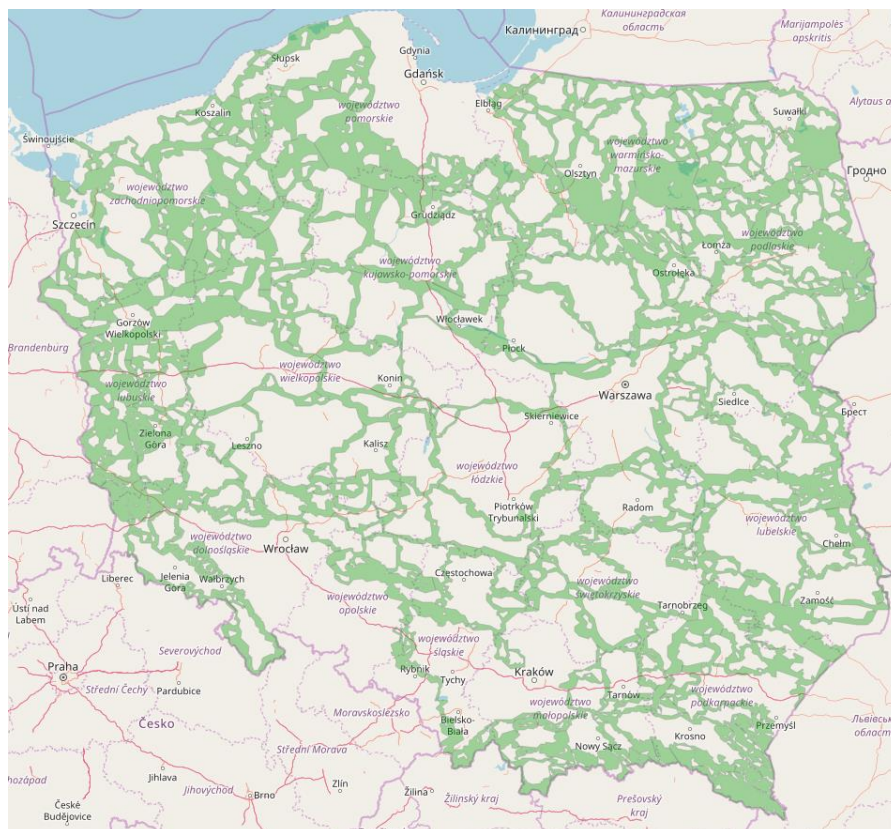 Калининградская
область
Калининград
Marijampolės
apskritis
Gdynia
Słupsk
Gdańsk
Elbląg
Alytaus a
Koszalin
województwo
pomorskie
Suwałki
Świnoujście
województwo
warmińsko-
mazurskie
Olsztyn
Гродно
województwo
zachodniopomorskie
Szczecin
Grudziądz
Łomża
województwo
podlaskie
województwo
kujawsko-pomorskie
Ostrołęka
Włocławek
Gorzów
Wielkopolski
Płock
Brandenburg
województwo
wielkopolskie
Konin
województwo
lubuskie
Warszawa
Siedlce
Брест
Skierniewice
Zielona
Góra
Leszno
Kalisz
województwo
łódzkie
Piotrków
Trybunalski
Radom
województwo
lubelskie
województwo
dolnośląskie
Wrocław
Chełm
Liberec
Jelenia
Góra
Wałbrzych
Częstochowa
województwo
opolskie
województwo
świętokrzyskie
Zamość
Tarnobrzeg
Ústí nad
Labem
Severovýchod
województwo
śląskie
Praha
Rybnik
Tychy
Kraków
Střední Čechy
Pardubice
Tarnów
województwo
podkarpackie
województwo
małopolskie
Moravskoslezsko
Bielsko-
Biała
Przemyśl
Львівсь
област
Česko
Krosno
Nowy Sącz
Střední Morava
Jihlava
Zlín
hozápad
Jihovýchod
Brno
Žilina
Žilinský kraj
Prešovský
kraj
České
Budějovice